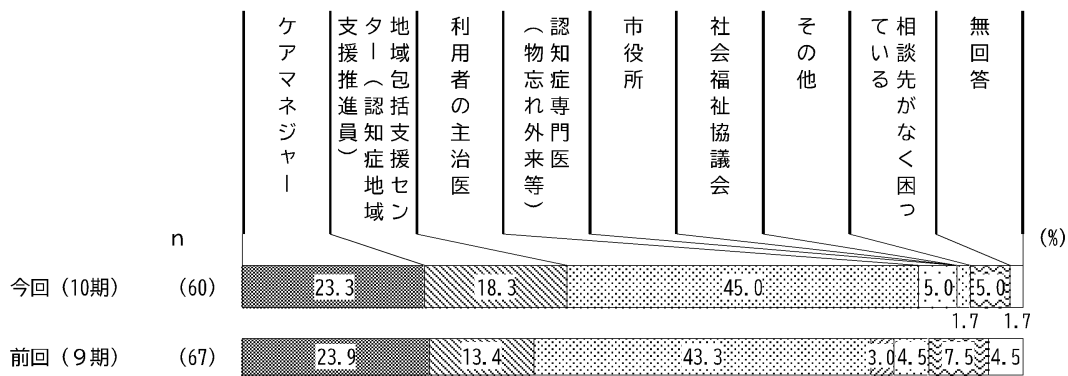 ケアマネジャー
地域包括支援セン
ター（認知症地域
支援推進員）
利用者の主治医
認知症専門医
（物忘れ外来等）
市役所
社会福祉協議会
その他
相談先がなく困っ
ている
無回答
n
(%)
今回（10期） (60) 23.3 18.3 45.0 5.0 5.0
1.7 1.7
前回（９期） (67) 23.9 13.4 43.3 3.0 4.5 7.5 4.5